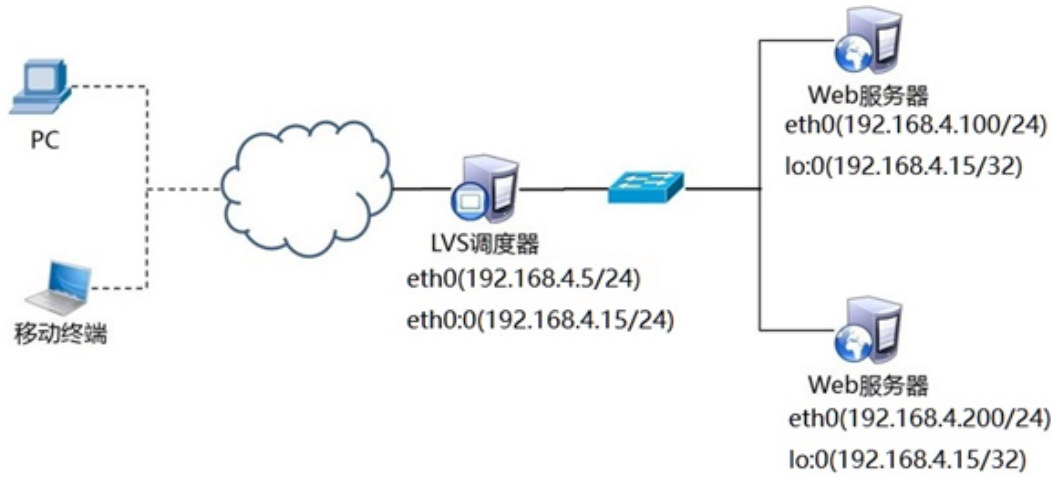 PC
移动终端
LVS调度器
eth0(192.168.4.5/24)
eth0:0(192.168.4.15/24)
Web服务器
eth0(192.168.4.100/24)
lo:0(192.168.4.15/32)
Web服务器
eth0(192.168.4.200/24)
lo:0(192.168.4.15/32)